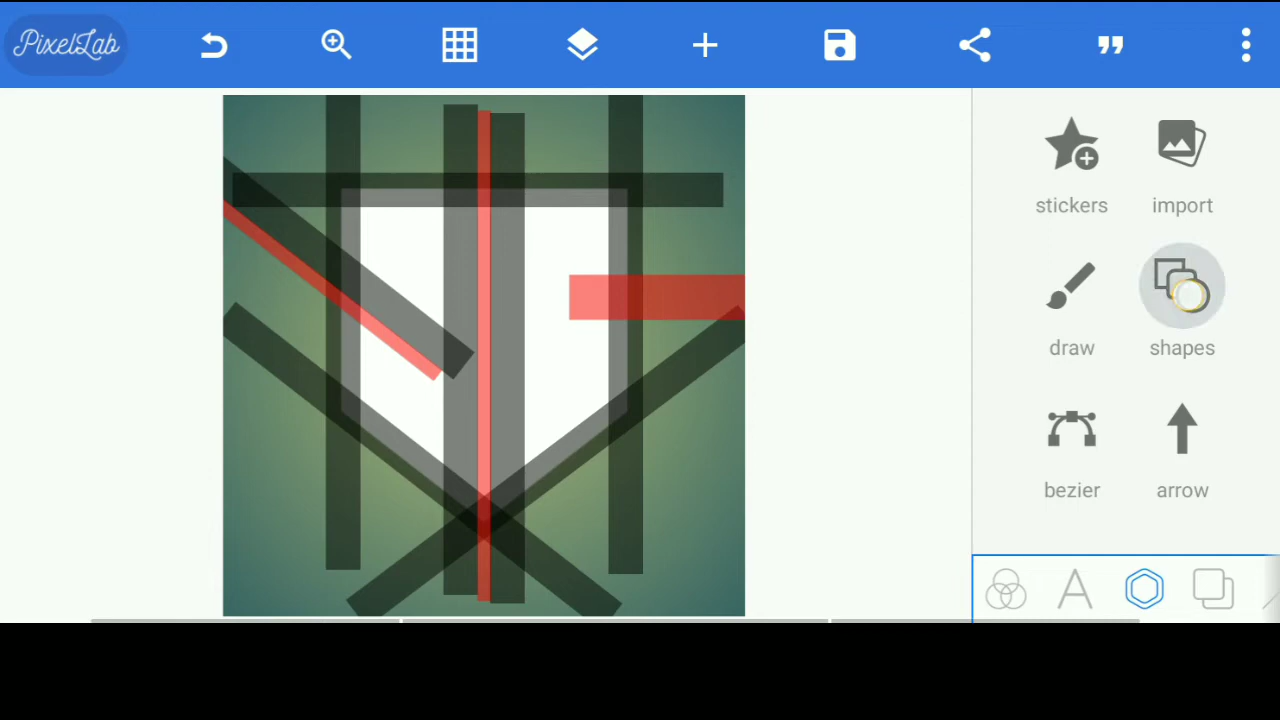 PixelLab
stickers
import
draw
shapes
bezier
arrow